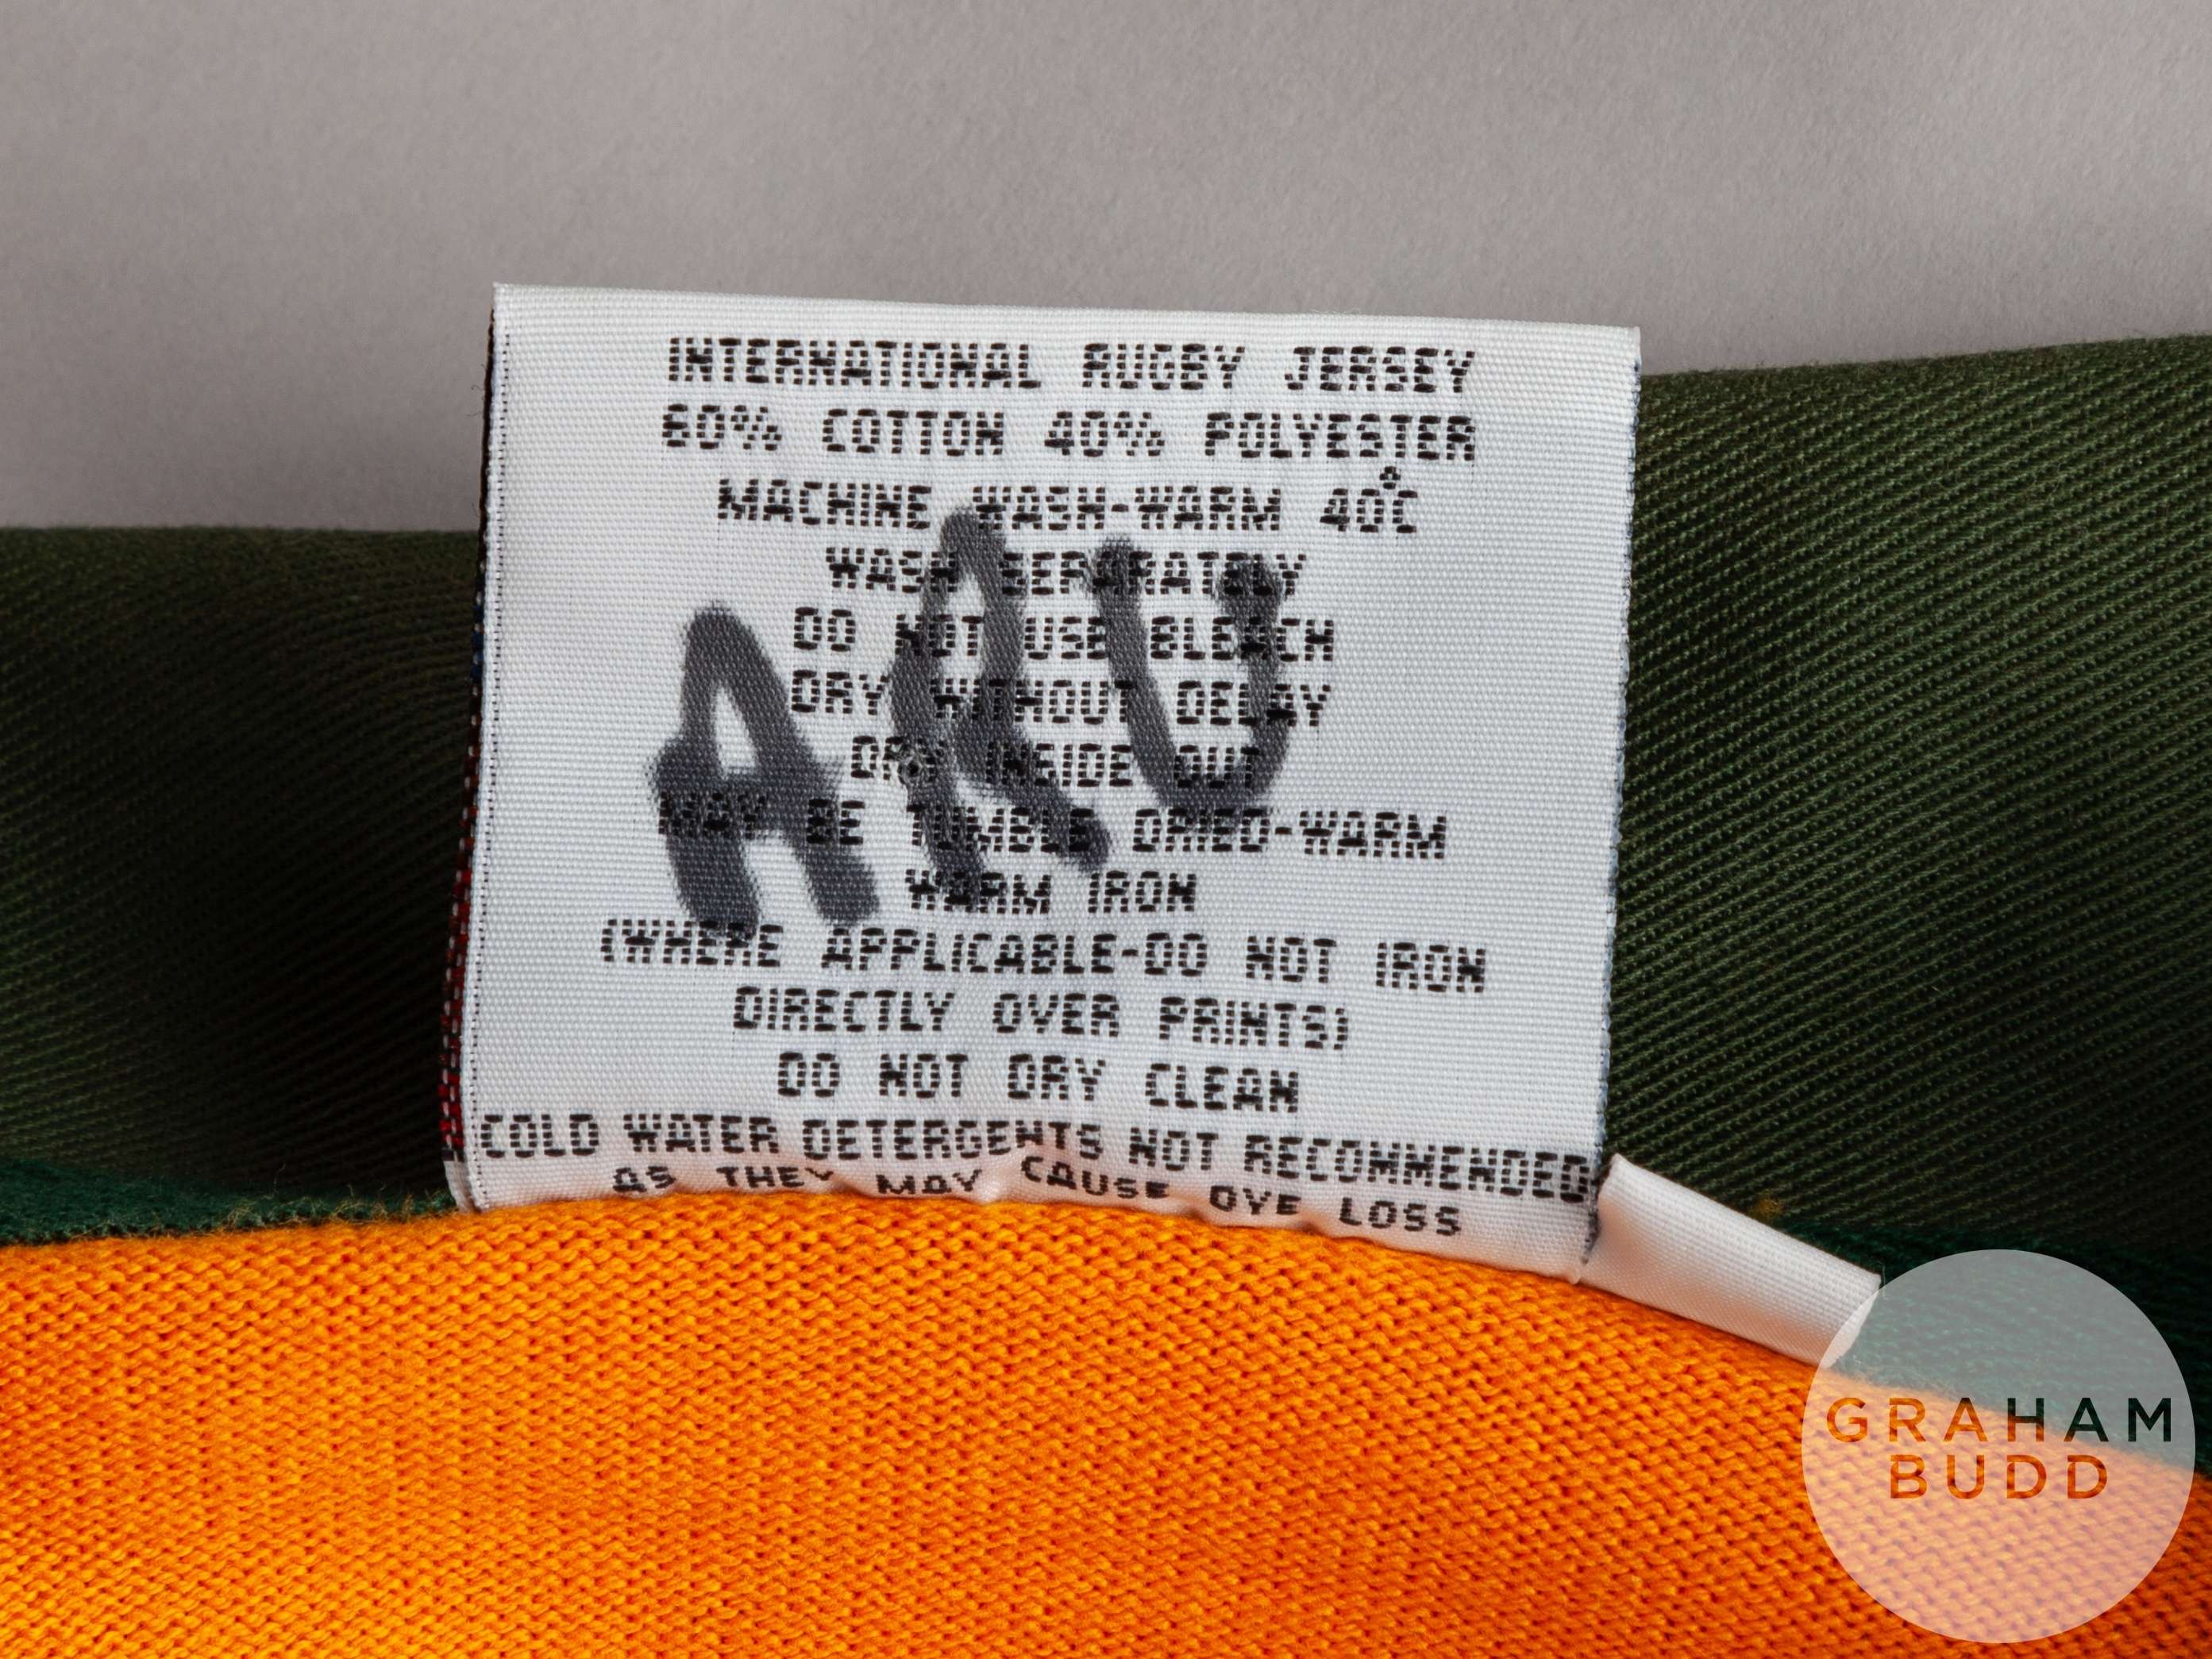 INTERNATIONAL RUGBY JERSEY
60% COTTON 40% POLYESTER
MACHINE WASH-WARM 40°C
WASH SEPARATELY
DO NOT USE BLEACH
DRY WITHOUT DELAY
DRY INSIDE OUT
MAY BE TUMBLE DRIED-WARM
WARM IRON
(WHERE APPLICABLE-DO NOT IRON
DIRECTLY OVER PRINTS)
DO NOT DRY CLEAN
COLD WATER DETERGENTS NOT RECOMMENDED
AS THEY MAY CAUSE DYE LOSS
ARU
GRAHAM
BUDD